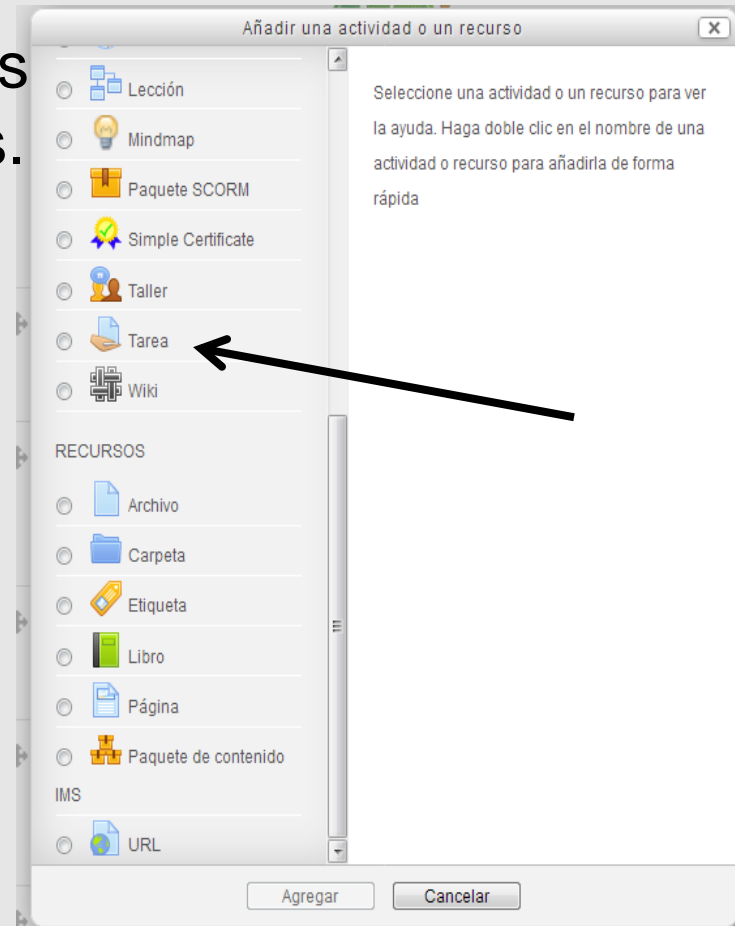 Añadir una actividad o un recurso
s
s.
Lección
Mindmap
Paquete SCORM
Simple Certificate
Taller
Tarea
Wiki
RECURSOS
Archivo
Carpeta
Etiqueta
Libro
Página
Paquete de contenido
IMS
URL
Seleccione una actividad o un recurso para ver
la ayuda. Haga doble clic en el nombre de una
actividad o recurso para añadirla de forma
rápida
Agregar
Cancelar